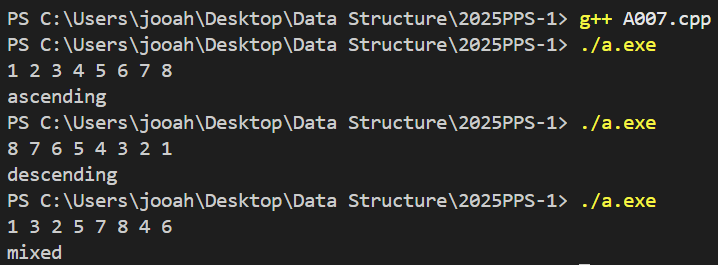 PS C:\Users\jooah\Desktop\Data Structure\2025PPS-1> g++ A007.cpp
PS C:\Users\jooah\Desktop\Data Structure\2025PPS-1> ./a.exe
1 2 3 4 5 6 7 8
ascending
PS C:\Users\jooah\Desktop\Data Structure\2025PPS-1> ./a.exe
8 7 6 5 4 3 2 1
descending
PS C:\Users\jooah\Desktop\Data Structure\2025PPS-1> ./a.exe
1 3 2 5 7 8 4 6
mixed